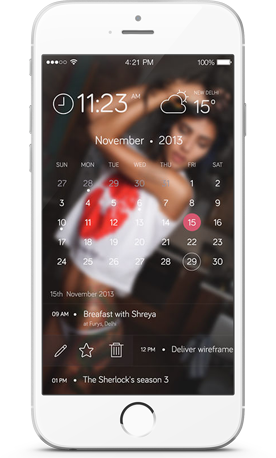 4:21 PM 100%
11:23 AM
NEW DELHI
15°
November • 2013
SUN MON TUE WED THU FRI SAT
27 28 29 30 31 1 2
3 4 5 6 7 8 9
10 11 12 13 14 15 16
17 18 19 20 21 22 23
24 25 26 27 28 29 30
15th November 2013
09 AM • Breafast with Shreya
at Furys, Delhi
12 PM • Deliver wireframe
01 PM • The Sherlock's season 3